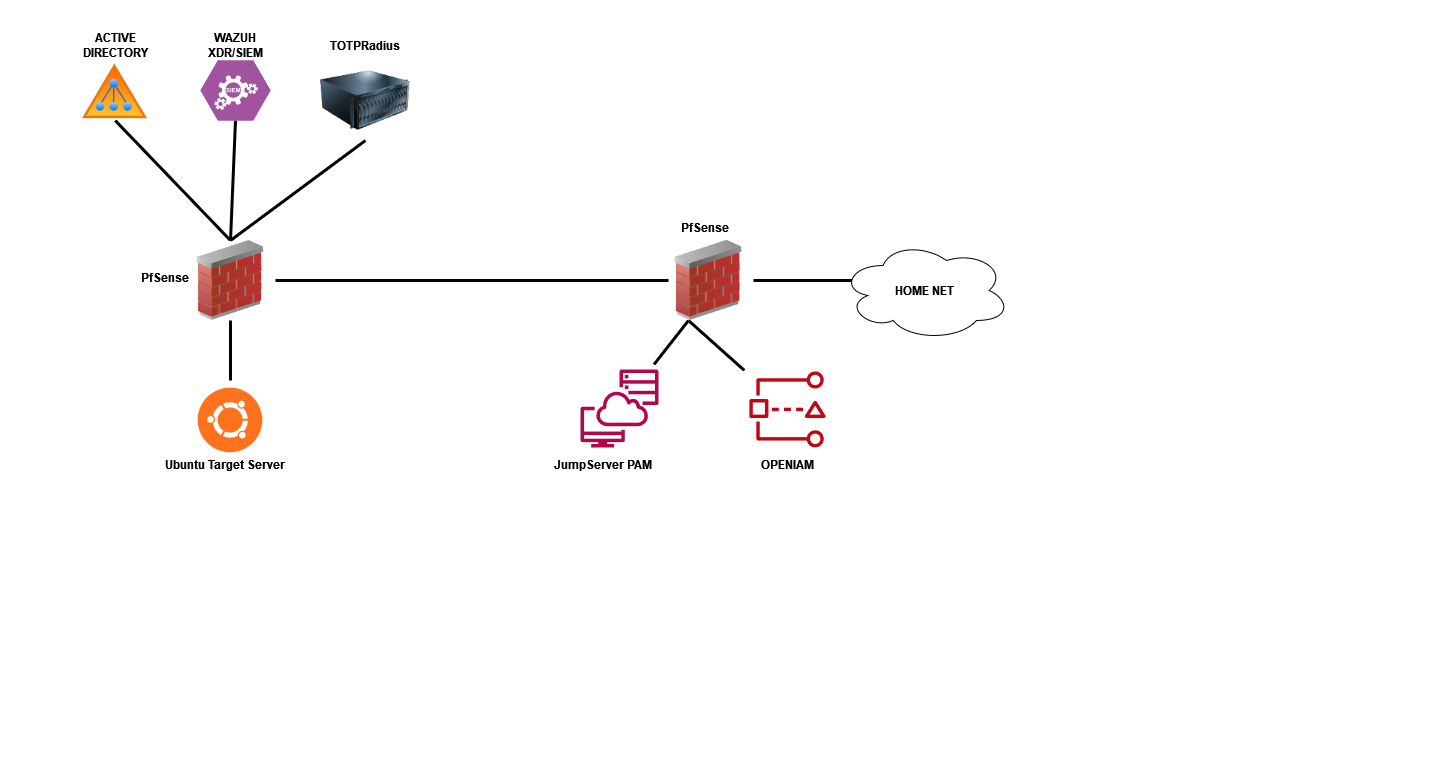 ACTIVE
DIRECTORY
WAZUH
XDR/SIEM
TOTPRadius
SIEM
PfSense
PfSense
HOME NET
Ubuntu Target Server
JumpServer PAM
OPENIAM